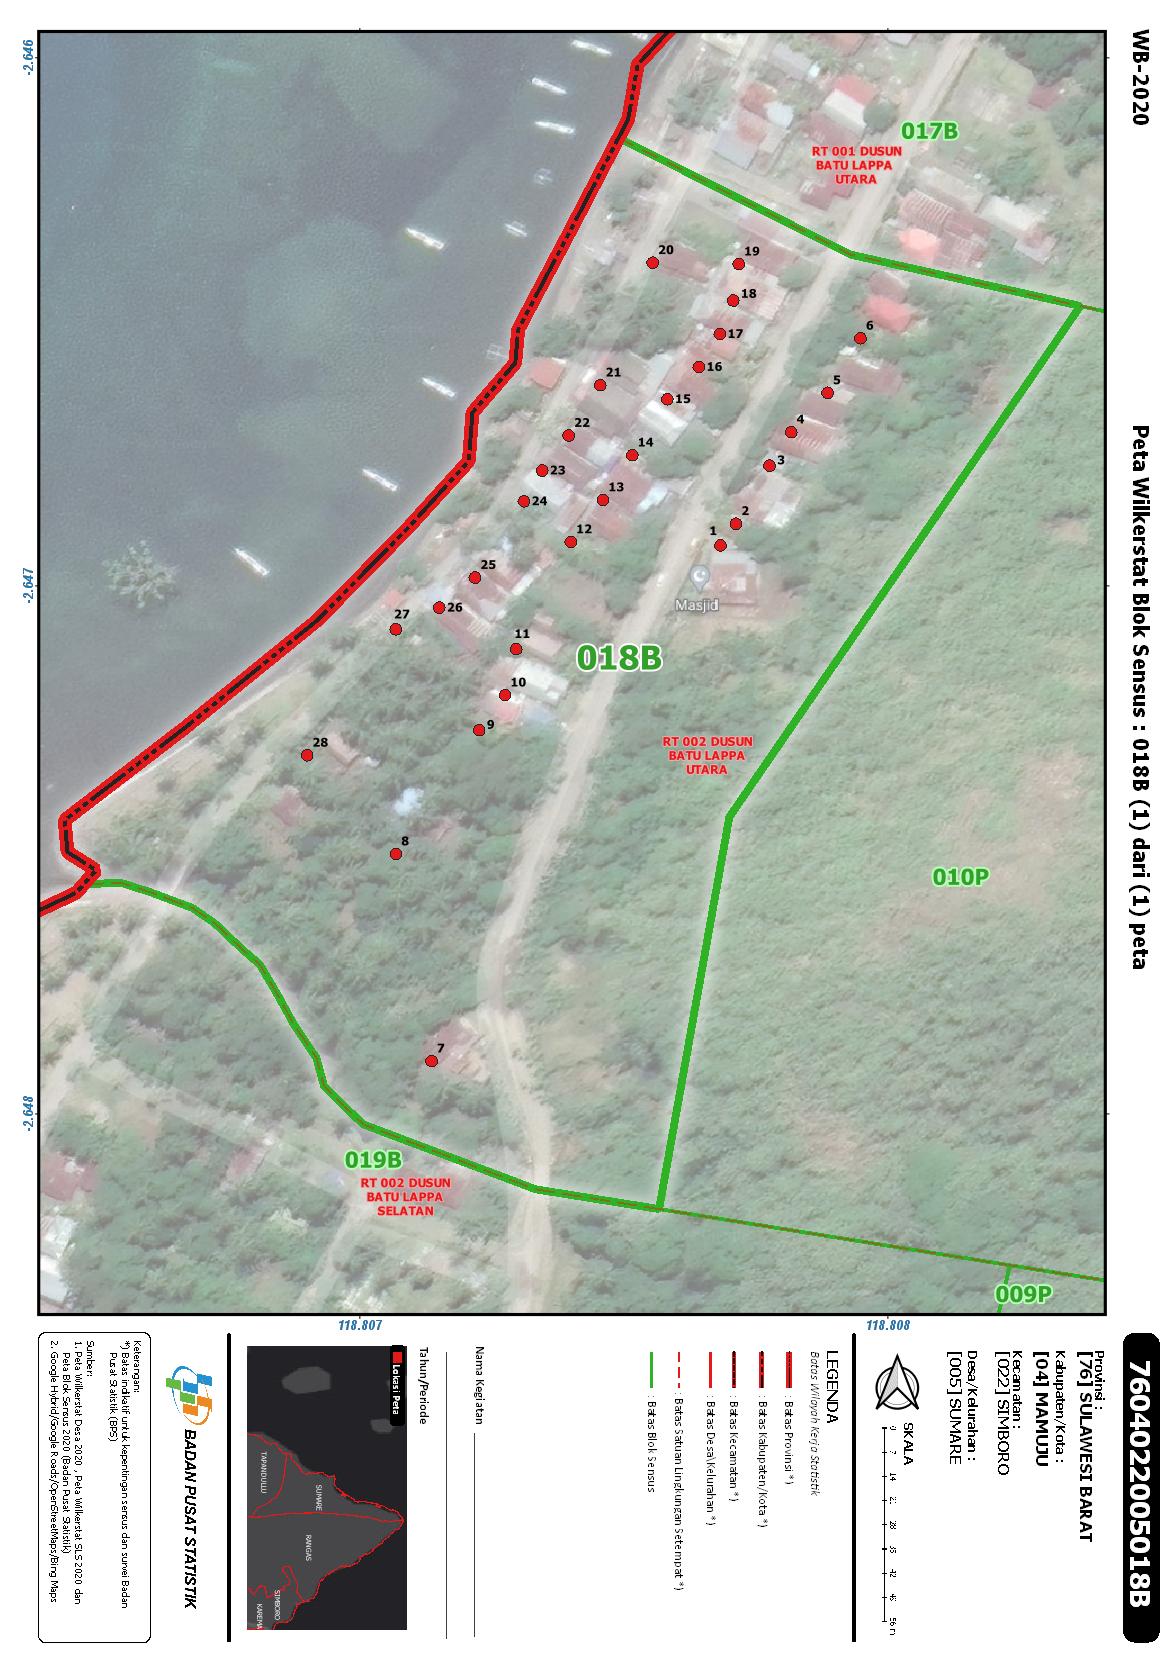 WB-2020
Peta Wilkerstat Blok Sensus : 018B (1) dari (1) peta
-2.646
-2.647
-2.648
118.807
118.808
017B
RT 001 DUSUN
BATU LAPPA
UTARA
20
19
18
17
16
15
6
5
4
3
2
1
21
22
23
24
14
13
12
Masjid
25
26
27
11
10
9
018B
RT 002 DUSUN
BATU LAPPA
UTARA
28
8
010P
7
019B
RT 002 DUSUN
BATU LAPPA
SELATAN
009P
7604022005018B
Provinsi :
[76] SULAWESI BARAT
Kabupaten/Kota :
[04] MAMUJU
Kecamatan :
[022] SIMBORO
Desa/Kelurahan :
[005] SUMARE
SKALA
0 7 14 21 28 35 42 49 56 m
LEGENDA
Batas Wilayah Kerja Statistik
: Batas Provinsi *)
: Batas Kabupaten/Kota *)
: Batas Kecamatan *)
: Batas Desa\Kelurahan *)
: Batas Satuan Lingkungan Setempat *)
: Batas Blok Sensus
Nama Kegiatan
Tahun/Periode
Lokasi Peta
TAPANDULLU
SUMARE
RANGAS
SIMBORO
KAREMA
BADAN PUSAT STATISTIK
Keterangan:
*) Batas indikatif untuk kepentingan sensus dan survei Badan
Pusat Statistik (BPS)
Sumber:
1. Peta Wilkerstat Desa 2020 , Peta Wilkerstat SLS 2020 dan
Peta Blok Sensus 2020 (Badan Pusat Statistik)
2. Google Hybrid/Google Roads/OpenStreetMaps/Bing Maps